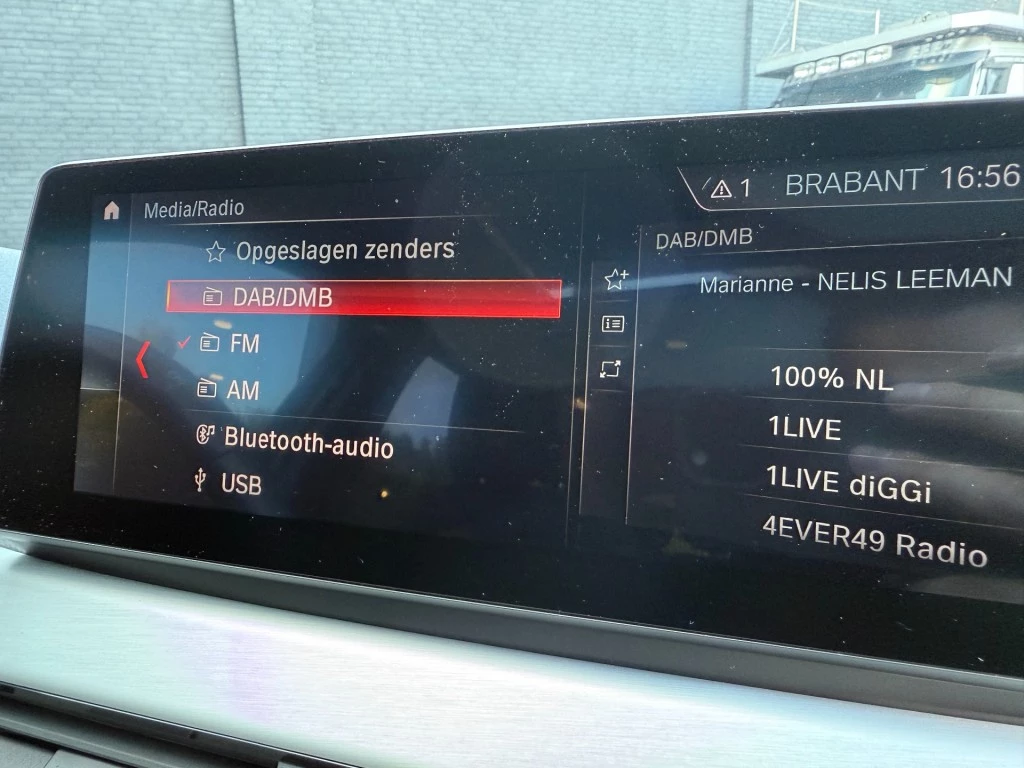 1 BRABANT 16:56
Media/Radio
Opgeslagen zenders
DAB/DMB
FM
AM
Bluetooth-audio
USB
DAB/DMB
Marianne - NELIS LEEMAN
100% NL
1LIVE
1LIVE diGGi
4EVER49 Radio